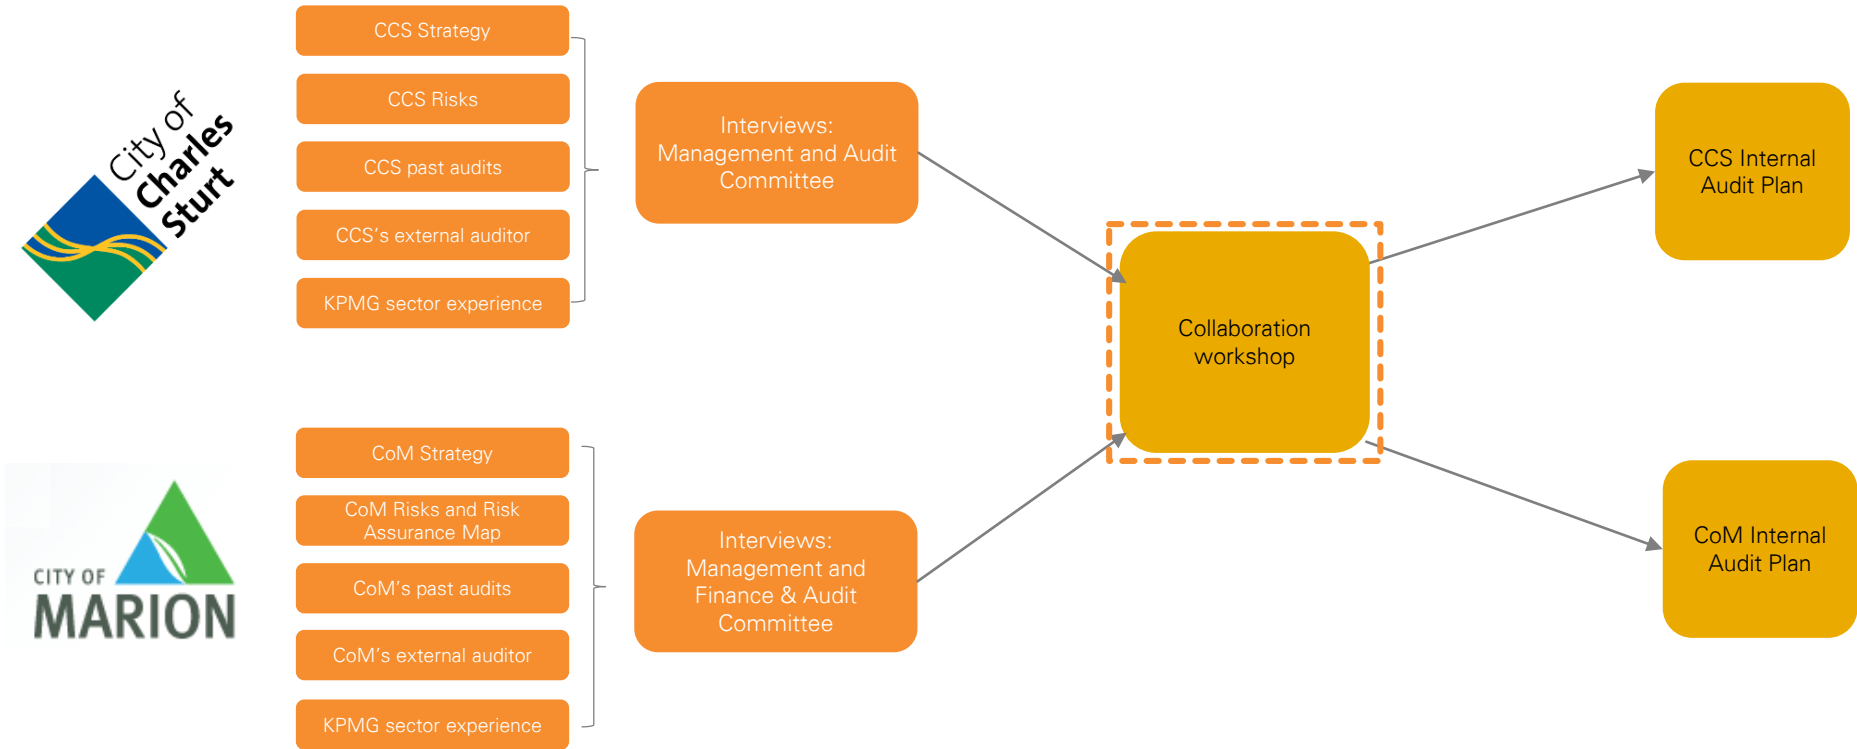 City of
Charles
Sturt
CCS Strategy
CCS Risks
CCS past audits
CCS's external auditor
KPMG sector experience
Interviews:
Management and Audit
Committee
CITY OF
MARION
CoM Strategy
CoM Risks and Risk
Assurance Map
CoM's past audits
CoM's external auditor
KPMG sector experience
Interviews:
Management and
Finance & Audit
Committee
Collaboration
workshop
CCS Internal
Audit Plan
CoM Internal
Audit Plan